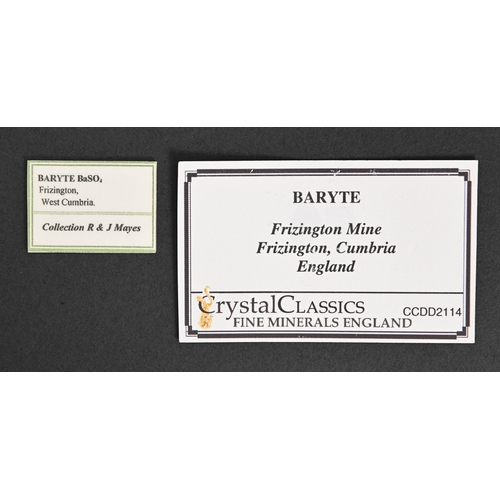 BARYTE BaSO₄
Frizington,
West Cumbria.
Collection R & J Mayes
BARYTE
Frizington Mine
Frizington, Cumbria
England
CrystalCLASSICS CCDD2114
FINE MINERALS ENGLAND